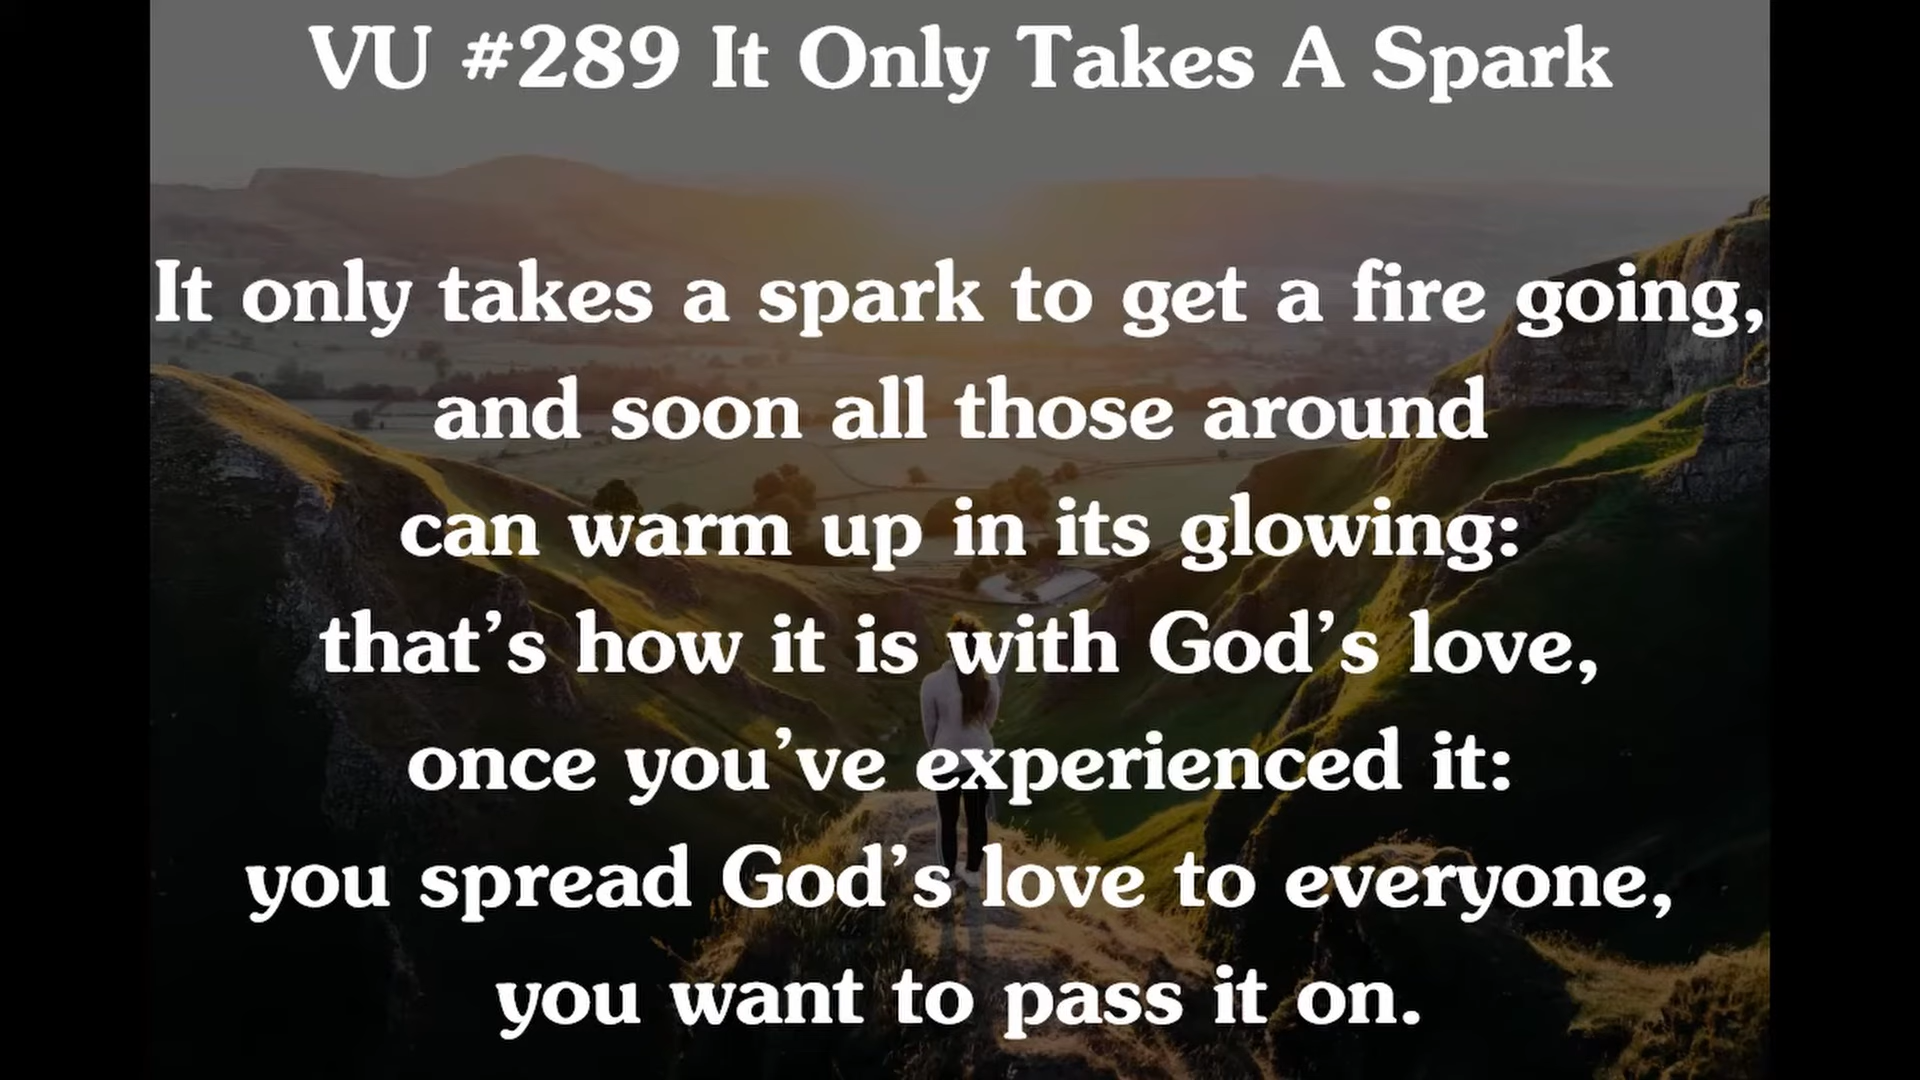 VU #289 It Only Takes A Spark
It only takes a spark to get a fire going,
and soon all those around
can warm up in its glowing:
that’s how it is with God’s love,
once you’ve experienced it:
you spread God’s love to everyone,
you want to pass it on.